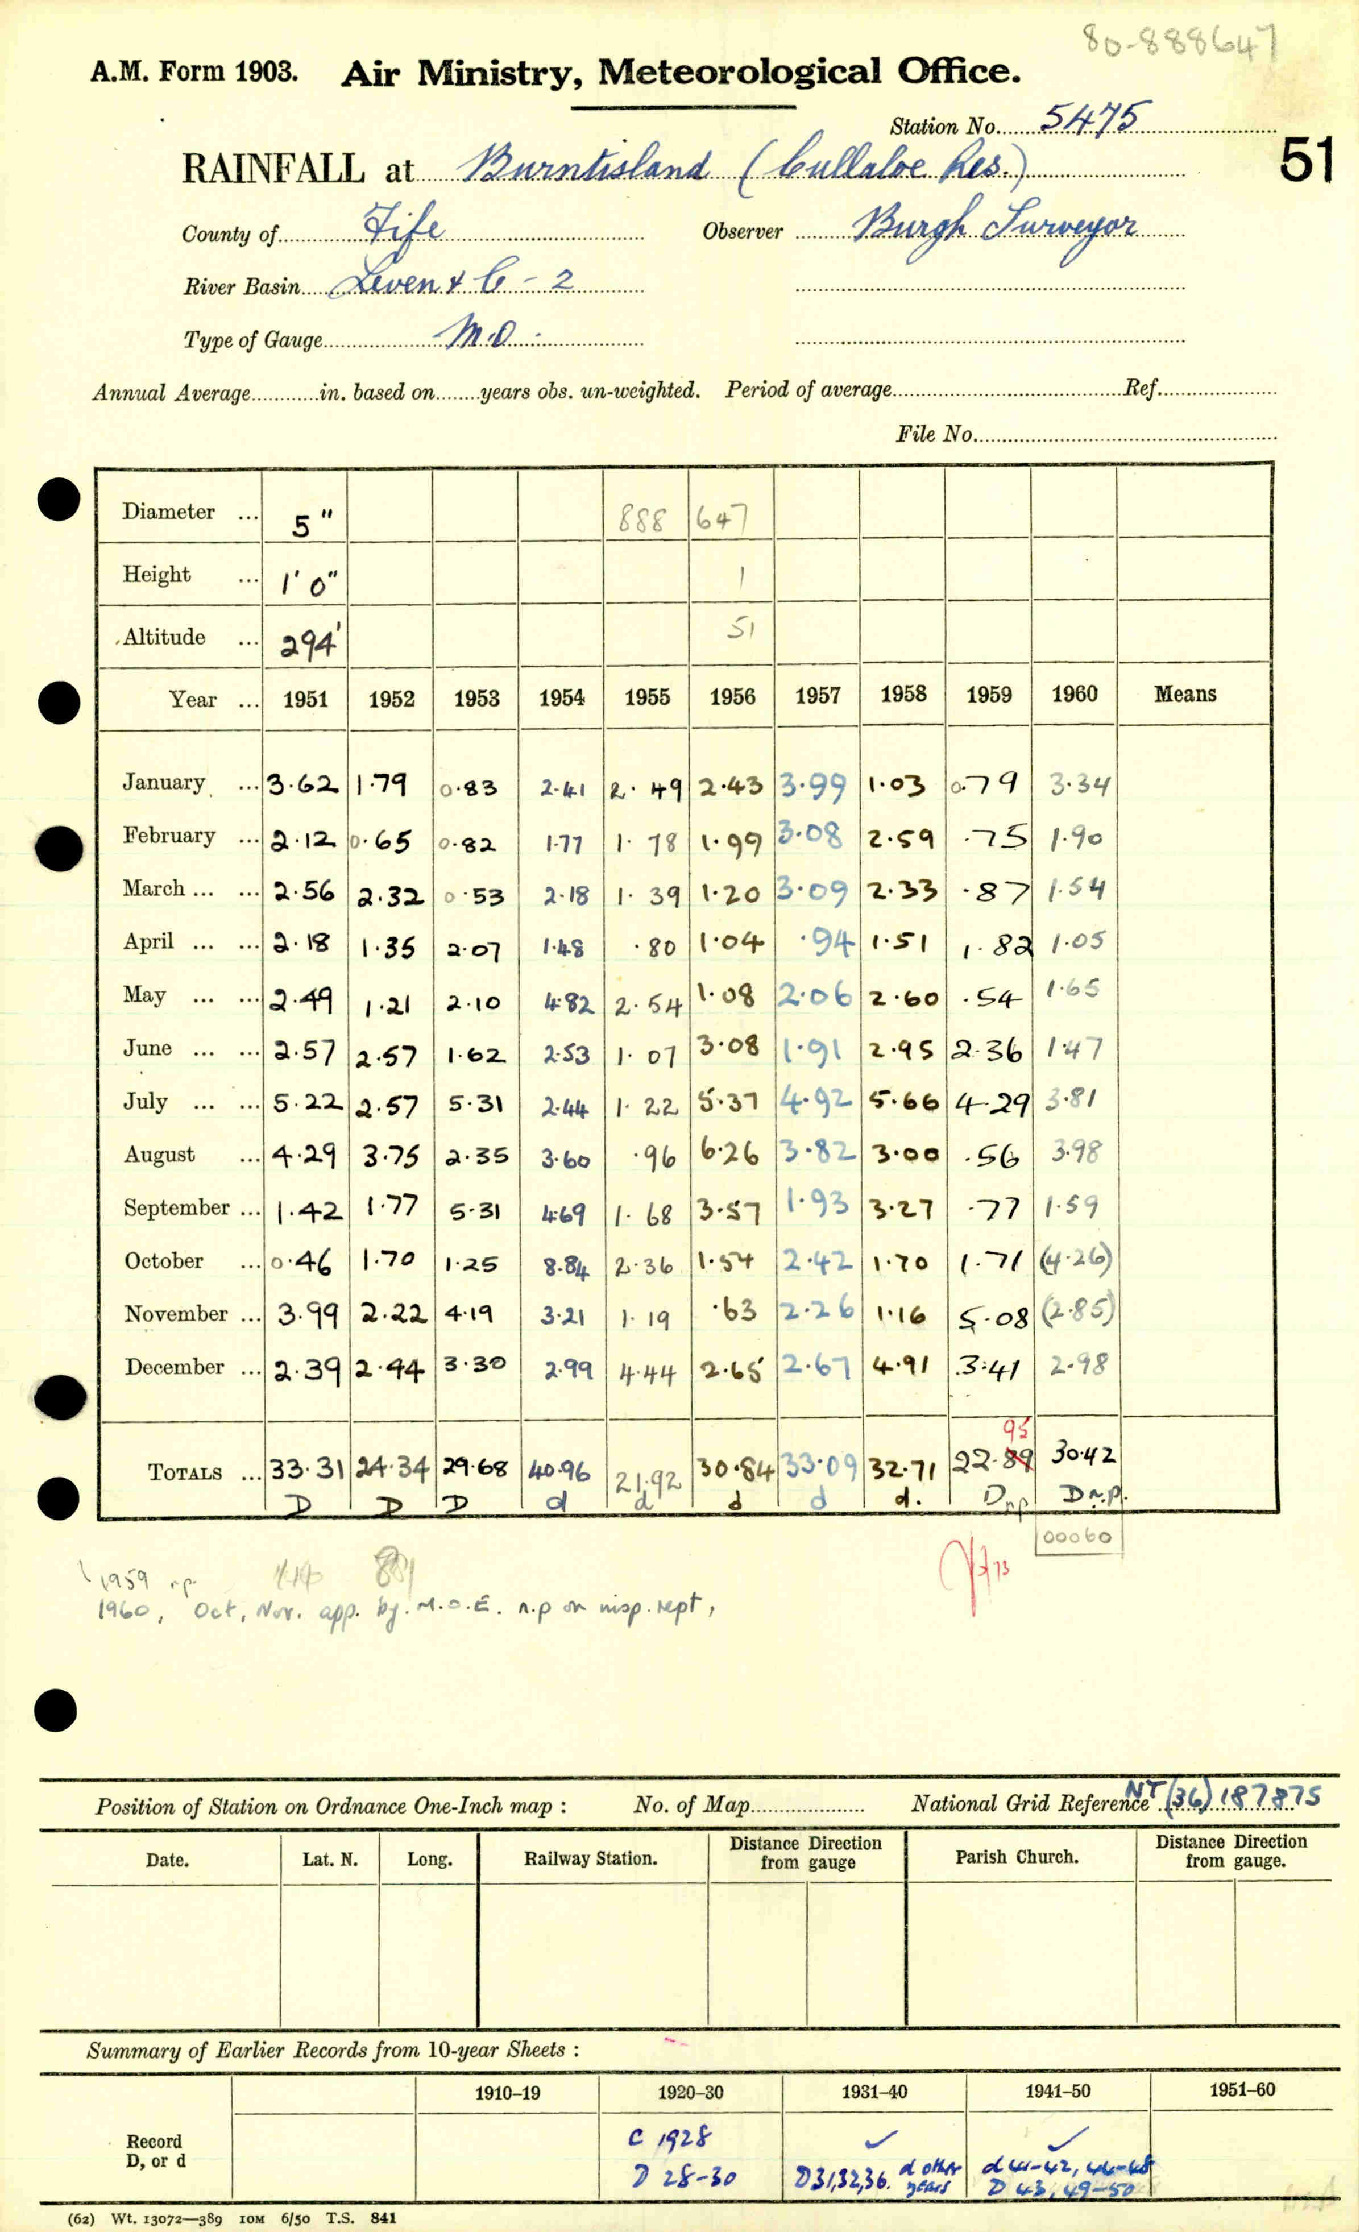 80-888647
A.M. Form 1903. Air Ministry, Meteorological Office.
Station No. 5475
51
RAINFALL at Burntisland (Cullaloe Res.)
County of Fife Observer Burgh Surveyor
River Basin Leven & C - 2
Type of Gauge M.O.
Annual Average in. based on years obs. un-weighted. Period of average Ref.
File No.
Diameter ... 5" 888 647
Height ... 1' 0" 1
Altitude ... 294' 51
Year ... 1951 1952 1953 1954 1955 1956 1957 1958 1959 1960 Means
January ... 3.62 1.79 0.83 2.41 2.49 2.43 3.99 1.03 0.79 3.34
February ... 2.12 0.65 0.82 1.77 1.78 1.99 3.08 2.59 .75 1.90
March ... ... 2.56 2.32 0.53 2.18 1.39 1.20 3.09 2.33 .87 1.54
April ... ... 2.18 1.35 2.07 1.48 .80 1.04 .94 1.51 1.82 1.05
May ... ... 2.49 1.21 2.10 4.82 2.54 1.08 2.06 2.60 .54 1.65
June ... ... 2.57 2.57 1.62 2.53 1.07 3.08 1.91 2.95 2.36 1.47
July ... ... 5.22 2.57 5.31 2.44 1.22 5.37 4.92 5.66 4.29 3.81
August ... 4.29 3.75 2.35 3.60 .96 6.26 3.82 3.00 .56 3.98
September ... 1.42 1.77 5.31 4.69 1.68 3.57 1.93 3.27 .77 1.59
October ... 0.46 1.70 1.25 8.84 2.36 1.54 2.42 1.70 1.71 (4.26)
November ... 3.99 2.22 4.19 3.21 1.19 .63 2.26 1.16 5.08 (2.85)
December ... 2.39 2.44 3.30 2.99 4.44 2.65 2.67 4.91 3.41 2.98
95
TOTALS ... 33.31 24.34 29.68 40.96 21.92 30.84 33.09 32.71 22.89 30.42
D D D d d d d d. Dnp Dn.p.
00060
1959 n.p.
1960, Oct, Nov. app. by. M.O.E. n.p on insp. rept,
Position of Station on Ordnance One-Inch map : No. of Map National Grid Reference NT (36) 187875
Date. Lat. N. Long. Railway Station. Distance Direction from gauge Parish Church. Distance Direction from gauge.
Summary of Earlier Records from 10-year Sheets :
1910–19 1920–30 1931–40 1941–50 1951–60
Record D, or d
C 1928 ✓ ✓
D 28-30 D31,32,36. d other years d 41-42, 44-48
D 43, 49-50
(62) Wt. 13072—389 10M 6/50 T.S. 841